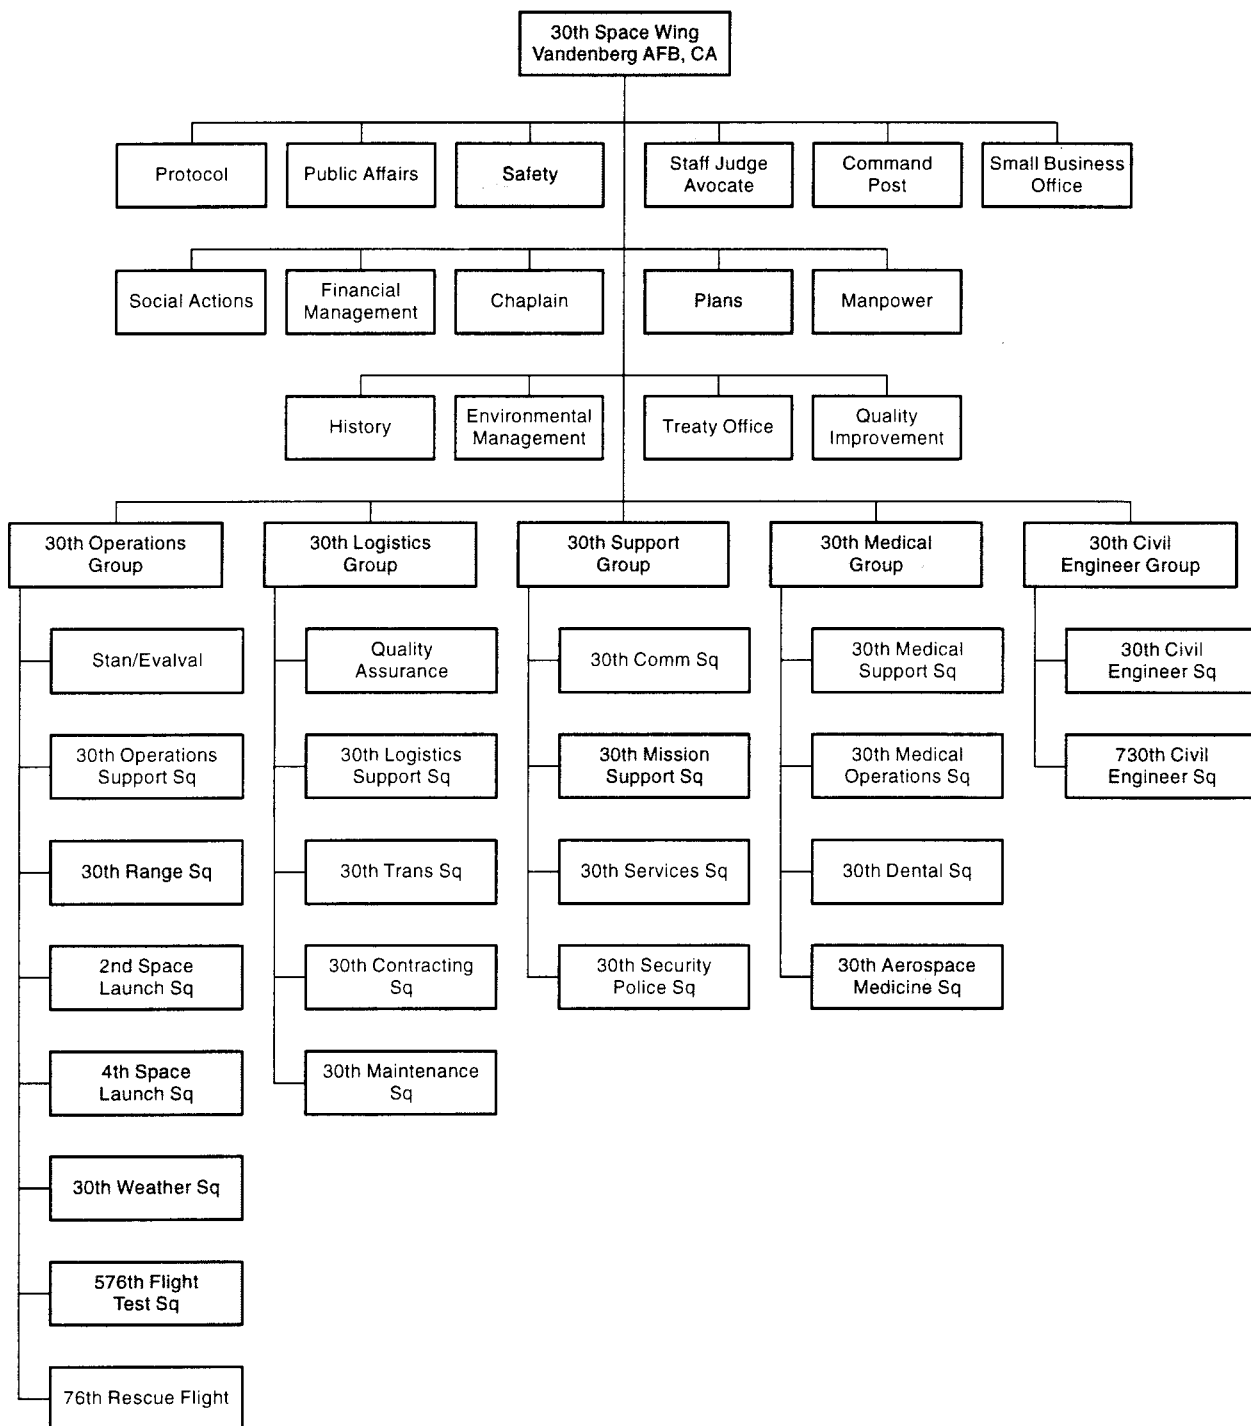 30th Space Wing
Vandenberg AFB, CA
Protocol
Public Affairs
Safety
Staff Judge
Avocate
Command
Post
Small Business
Office
Social Actions
Financial
Management
Chaplain
Plans
Manpower
History
Environmental
Management
Treaty Office
Quality
Improvement
30th Operations
Group
30th Logistics
Group
30th Support
Group
30th Medical
Group
30th Civil
Engineer Group
Stan/Evalval
30th Operations
Support Sq
30th Range Sq
2nd Space
Launch Sq
4th Space
Launch Sq
30th Weather Sq
576th Flight
Test Sq
76th Rescue Flight
Quality
Assurance
30th Logistics
Support Sq
30th Trans Sq
30th Contracting
Sq
30th Maintenance
Sq
30th Comm Sq
30th Mission
Support Sq
30th Services Sq
30th Security
Police Sq
30th Medical
Support Sq
30th Medical
Operations Sq
30th Dental Sq
30th Aerospace
Medicine Sq
30th Civil
Engineer Sq
730th Civil
Engineer Sq